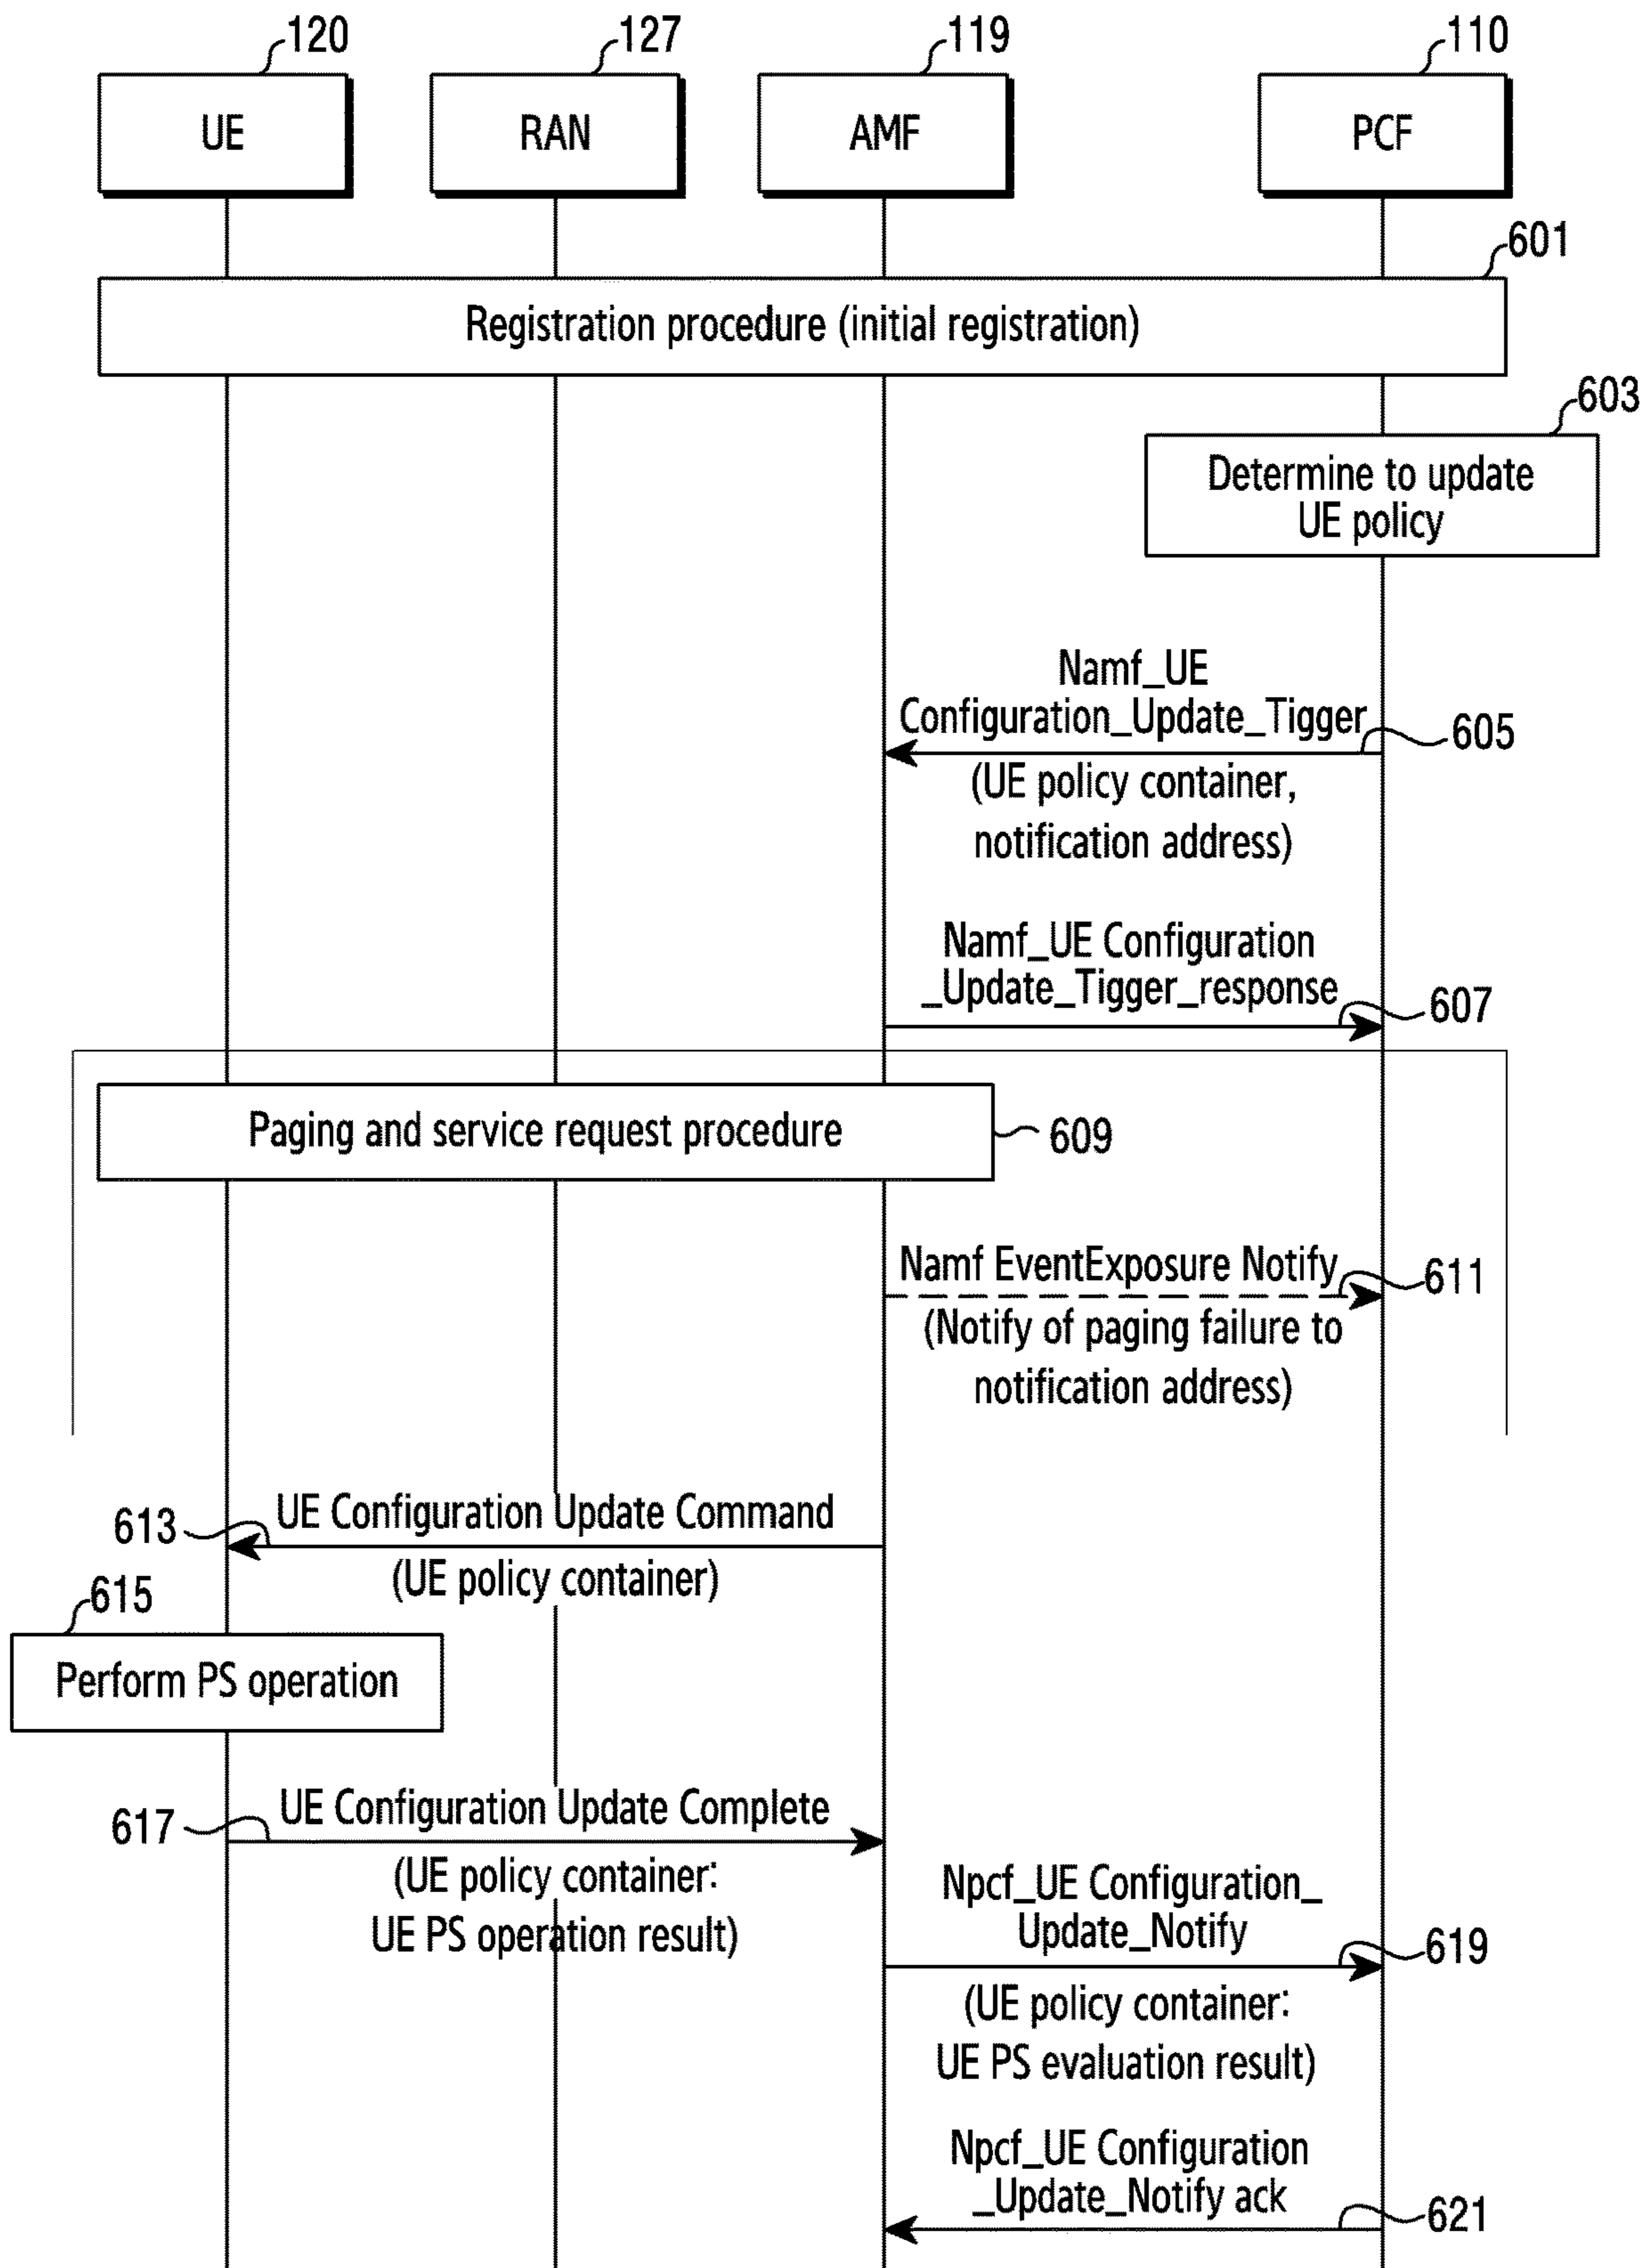 120
127
119
110
UE
RAN
AMF
PCF
601
Registration procedure (initial registration)
603
Determine to update
UE policy
Namf_UE
Configuration_Update_Tigger
605
(UE policy container,
notification address)
Namf_UE Configuration
_Update_Tigger_response
607
Paging and service request procedure
609
Namf EventExposure Notify
611
(Notify of paging failure to
notification address)
UE Configuration Update Command
613
(UE policy container)
615
Perform PS operation
UE Configuration Update Complete
617
(UE policy container:
UE PS operation result)
Npcf_UE Configuration_
Update_Notify
619
(UE policy container:
UE PS evaluation result)
Npcf_UE Configuration
_Update_Notify ack
621